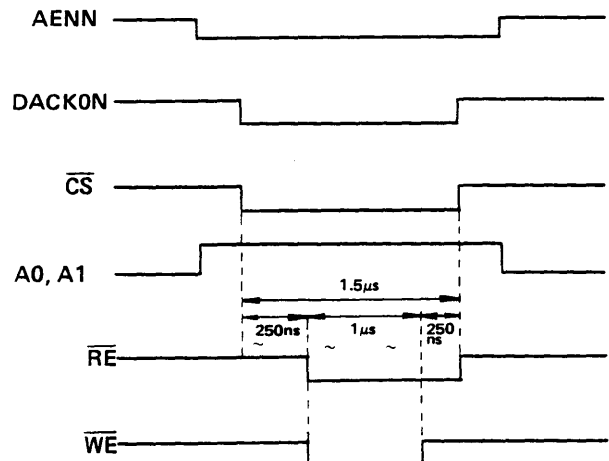 AENN
DACK0N
CS
A0, A1
1.5μs
250ns
1μs
250
ns
~ ~ ~
RE
WE